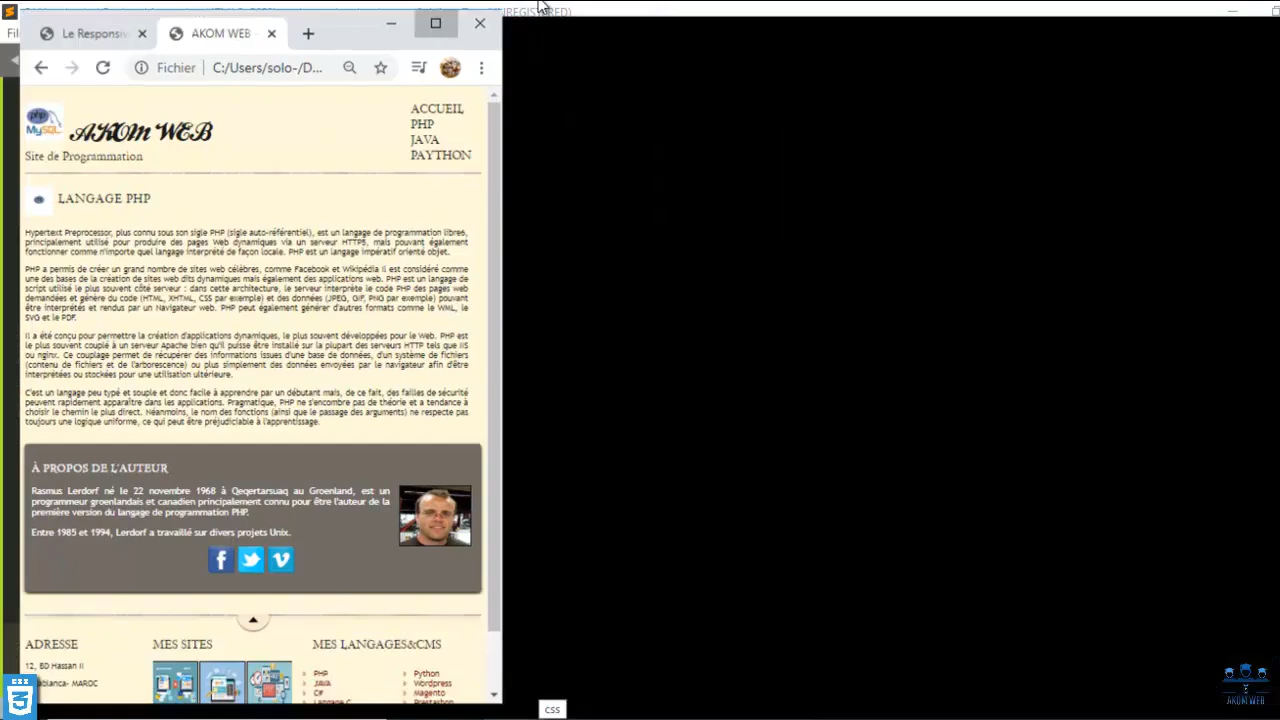 REGISTERED)
Fil
Le Responsi
AKOM WEB
Fichier
C:/Users/solo-/D...
php
MySQL
AKOM WEB
Site de Programmation
ACCUEIL
PHP
JAVA
PAYTHON
LANGAGE PHP
Hypertext Preprocessor, plus connu sous son sigle PHP (sigle auto-référentiel), est un langage de programmation libre5,
principalement utilisé pour produire des pages Web dynamiques via un serveur HTTP5, mais pouvant également
fonctionner comme n'importe quel langage interprété de façon locale. PHP est un langage impératif orienté objet.
PHP a permis de créer un grand nombre de sites web célèbres, comme Facebook et Wikipédia Il est considéré comme
une des bases de la création de sites web dits dynamiques mais également des applications web. PHP est un langage de
script utilisé le plus souvent côté serveur : dans cette architecture, le serveur interprète le code PHP des pages web
demandées et génère du code (HTML, XHTML, CSS par exemple) et des données (JPEG, GIF, PNG par exemple) pouvant
être interprétés et rendus par un Navigateur web. PHP peut également générer d'autres formats comme le WML, le
SVG et le PDF.
Il a été conçu pour permettre la création d'applications dynamiques, le plus souvent développées pour le Web. PHP est
le plus souvent couplé à un serveur Apache bien qu'il puisse être installé sur la plupart des serveurs HTTP tels que IIS
ou nginx. Ce couplage permet de récupérer des informations issues d'une base de données, d'un système de fichiers
(contenu de fichiers et de l'arborescence) ou plus simplement des données envoyées par le navigateur afin d'être
interprétées ou stockées pour une utilisation ultérieure.
C'est un langage peu typé et souple et donc facile à apprendre par un débutant mais, de ce fait, des failles de sécurité
peuvent rapidement apparaître dans les applications. Pragmatique, PHP ne s'encombre pas de théorie et a tendance à
choisir le chemin le plus direct. Néanmoins, le nom des fonctions (ainsi que le passage des arguments) ne respecte pas
toujours une logique uniforme, ce qui peut être préjudiciable à l'apprentissage.
À PROPOS DE L'AUTEUR
Rasmus Lerdorf né le 22 novembre 1968 à Qeqertarsuaq au Groenland, est un
programmeur groenlandais et canadien principalement connu pour être l'auteur de la
première version du langage de programmation PHP.
Entre 1985 et 1994, Lerdorf a travaillé sur divers projets Unix.
ADRESSE
12, BD Hassan II
blanca- MAROC
MES SITES
MES LANGAGES&CMS
PHP
JAVA
C#
Langage C
Python
Wordpress
Magento
Prestashop
css
AKOM WEB